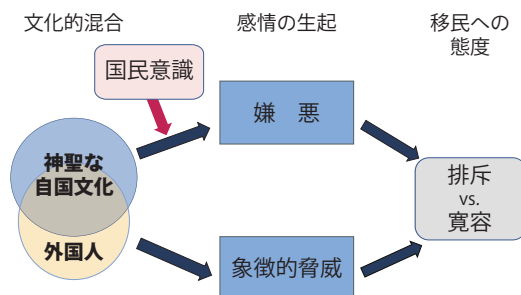 文化的混合
感情の生起
移民への
態度
国民意識
嫌 悪
神聖な
自国文化
外国人
排斥
vs.
寛容
象徴的脅威